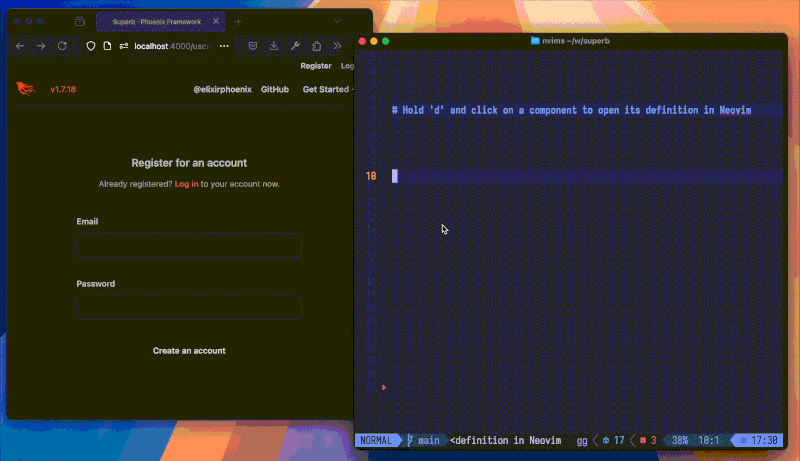 Superb · Phoenix Framework
localhost:4000/users
Register Log
v1.7.18 @elixirphoenix GitHub Get Started
Register for an account
Already registered? Log in to your account now.
Email
Password
Create an account
nvims ~/w/superb
# Hold 'd' and click on a component to open its definition in Neovim
10
NORMAL main <definition in Neovim gg 17 3 38% 10:1 17:30